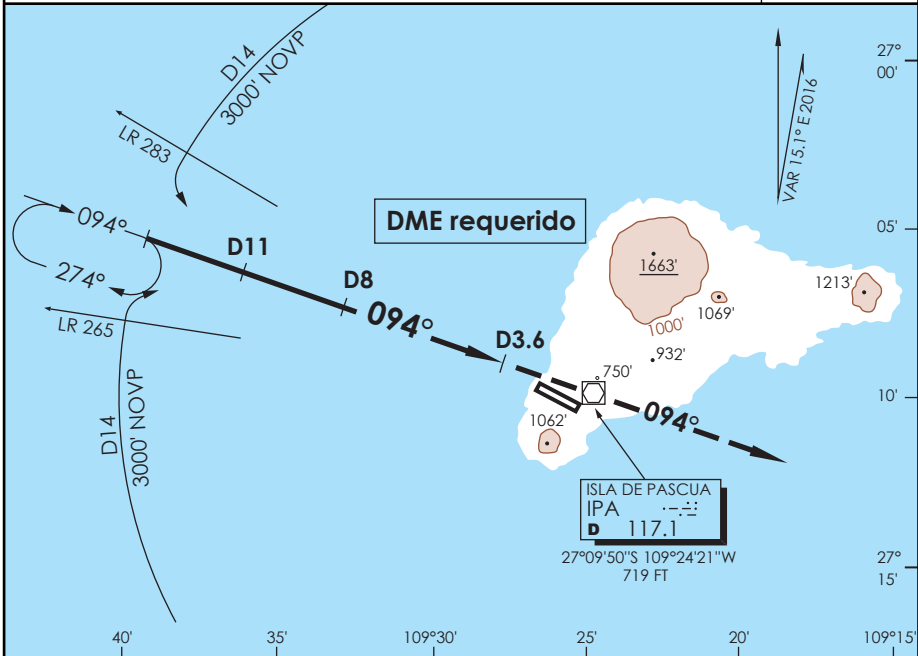 D14
3000' NOVP
LR 283
094°
274°
LR 265
D14
3000' NOVP
D11
D8
094°
D3.6
DME requerido
VAR 15.1° E 2016
1663'
1000'
1069'
1213'
932'
750'
1062'
094°
ISLA DE PASCUA
IPA
D 117.1
27°09'50"S 109°24'21"W
719 FT
27°
00'
05'
10'
27°
15'
40'
35'
109°30'
25'
20'
109°15'